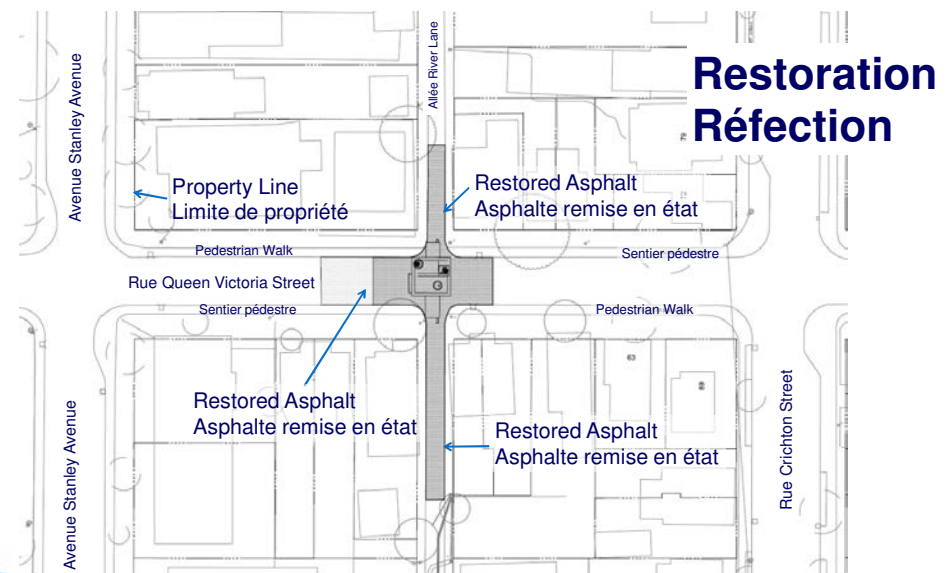 Restoration
Réfection
Avenue Stanley Avenue
Allée River Lane
Property Line
Limite de propriété
Restored Asphalt
Asphalte remise en état
Pedestrian Walk
Sentier pédestre
Rue Queen Victoria Street
Sentier pédestre
Pedestrian Walk
Restored Asphalt
Asphalte remise en état
Restored Asphalt
Asphalte remise en état
63
Avenue Stanley Avenue
Rue Crichton Street